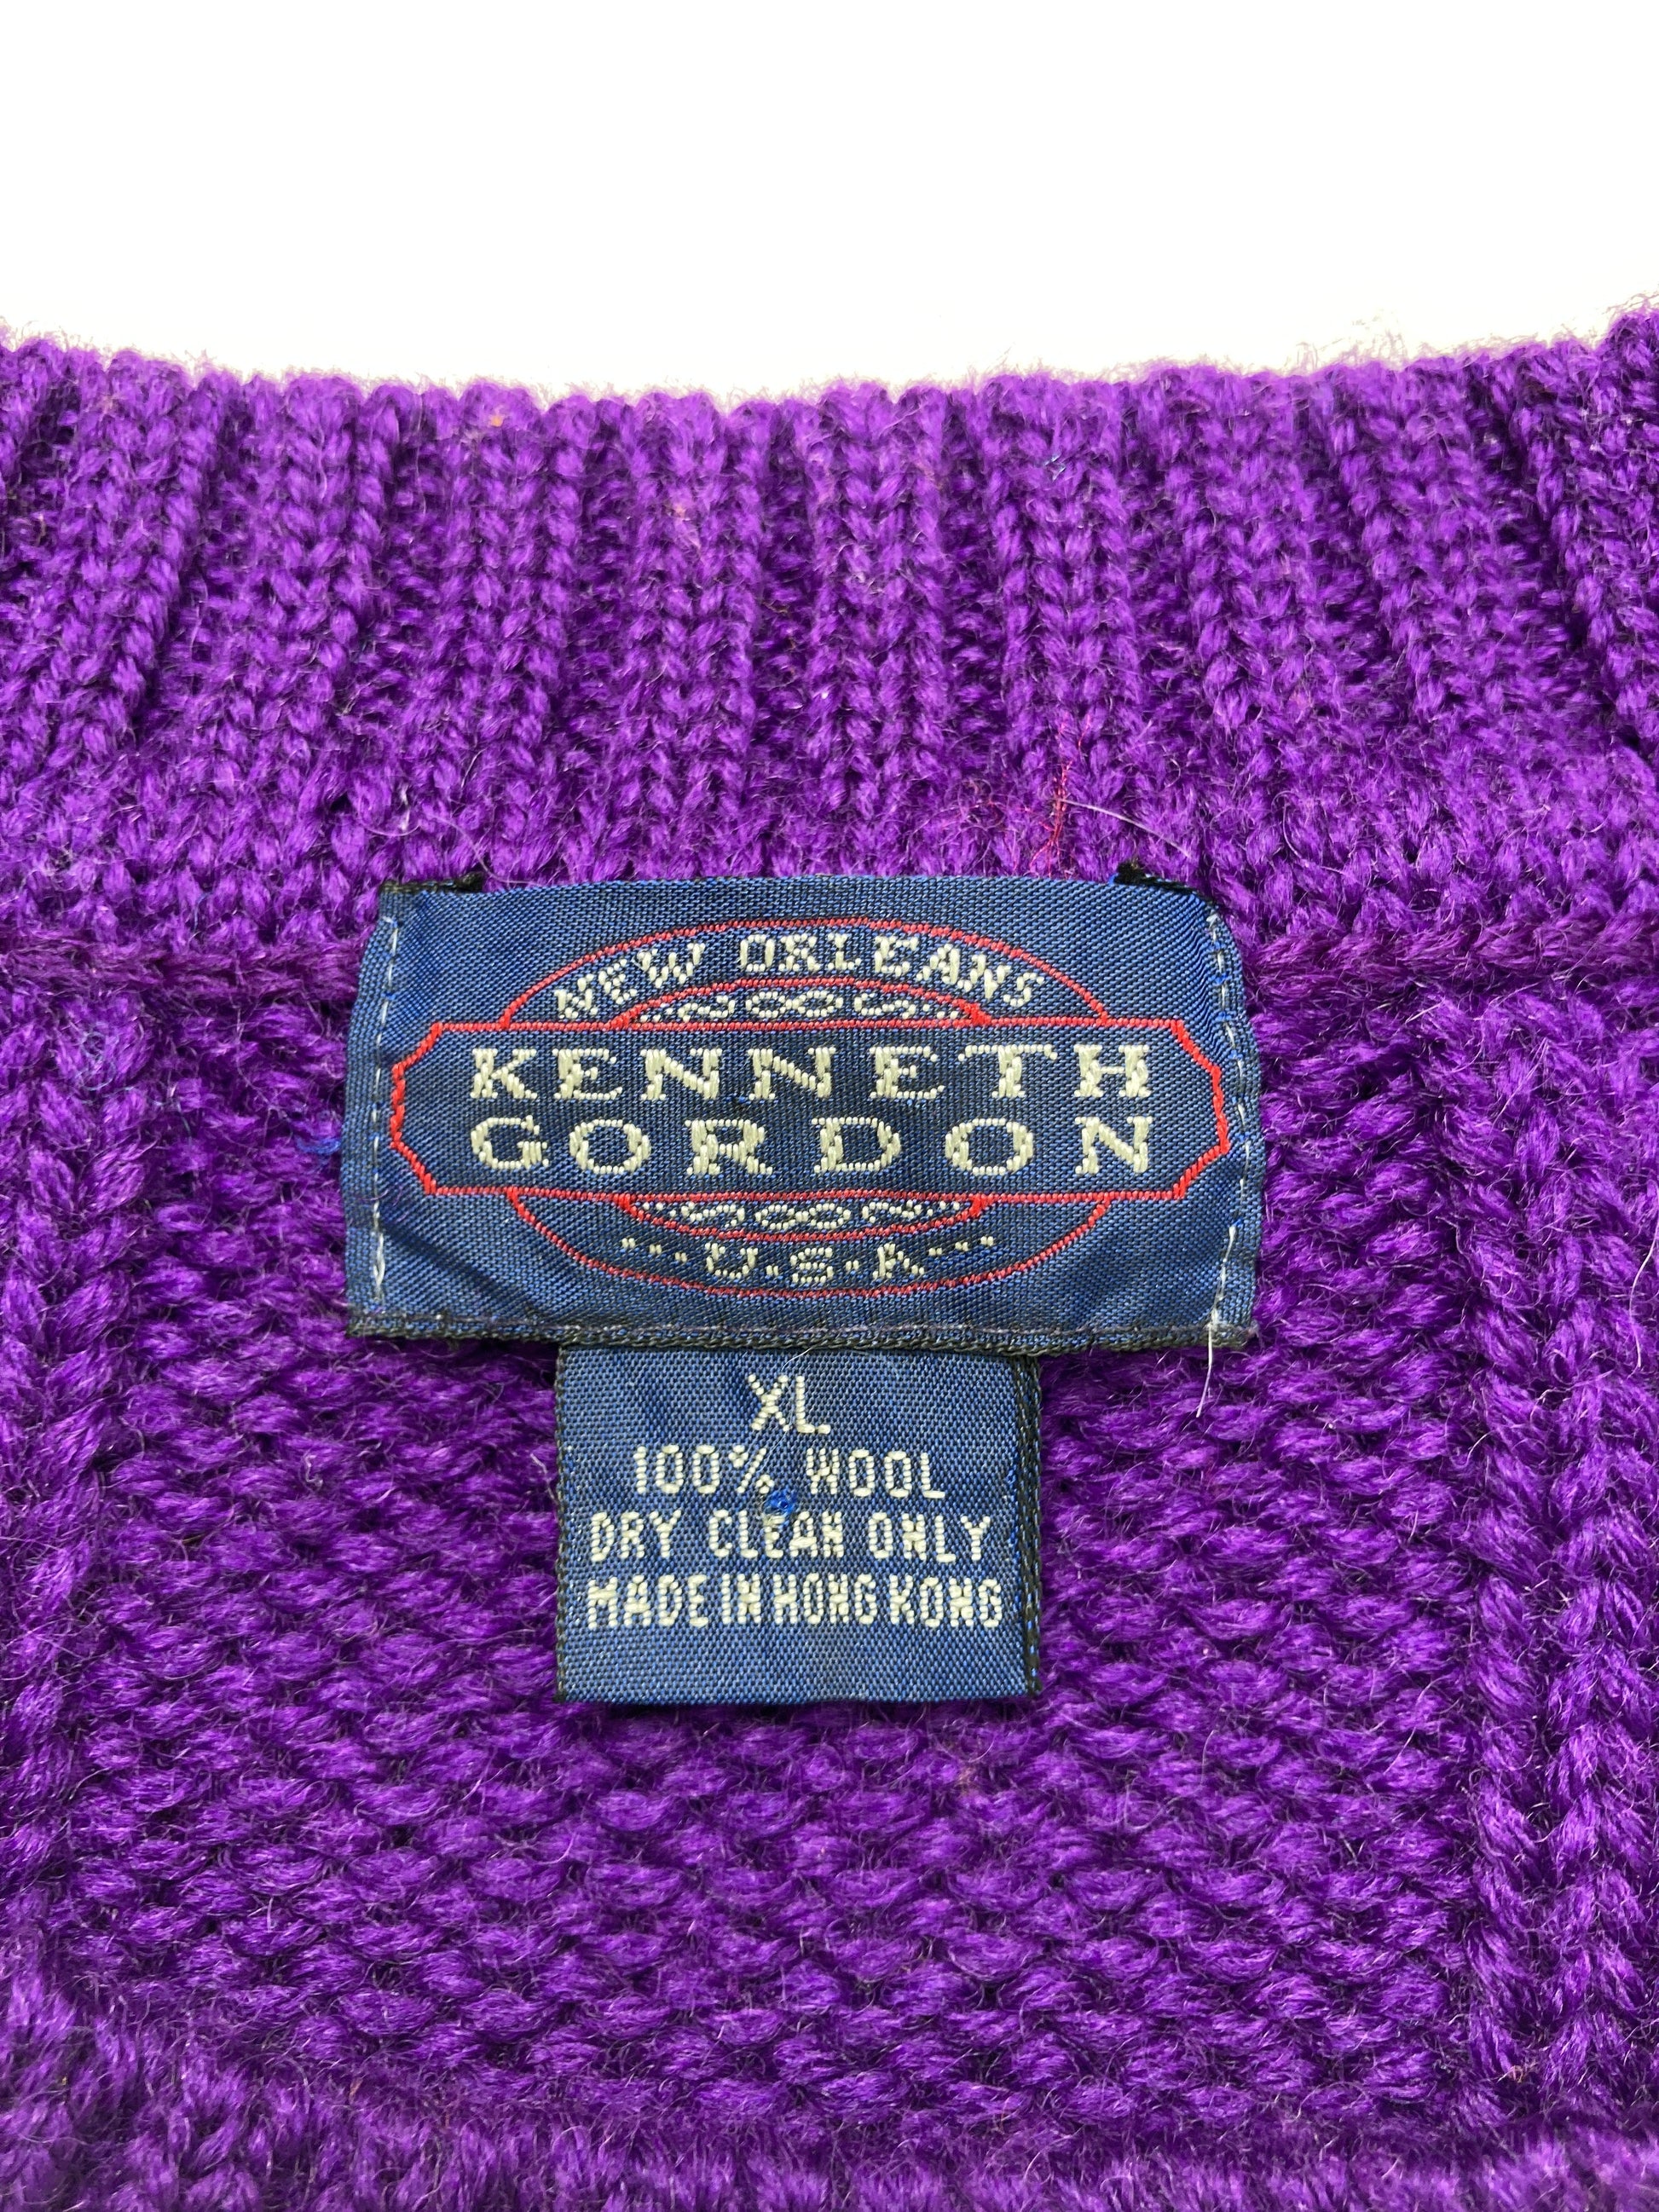 NEW ORLEANS
KENNETH
GORDON
U.S.A
XL
100% WOOL
DRY CLEAN ONLY
MADE IN HONG KONG